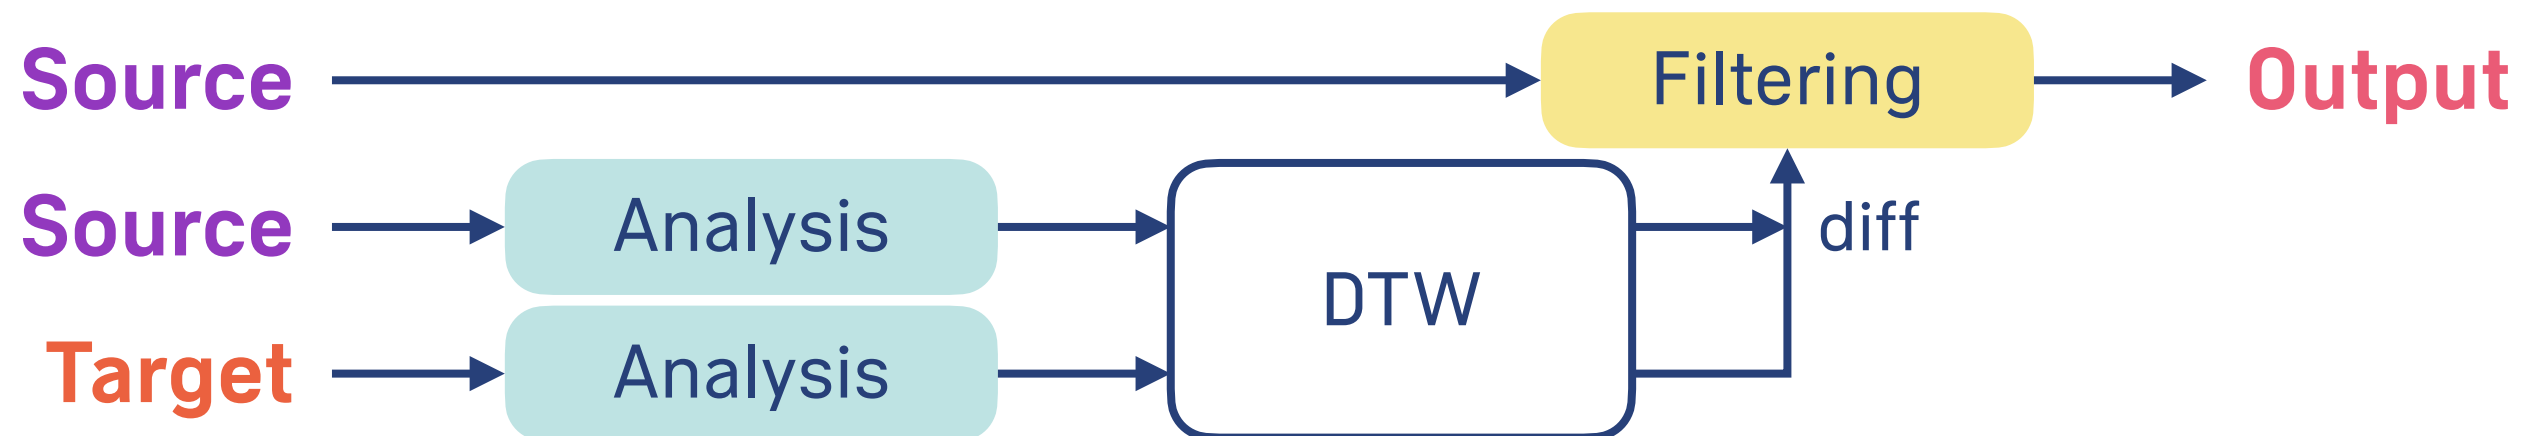 Source
Filtering
Output
Source
Analysis
diff
DTW
Target
Analysis